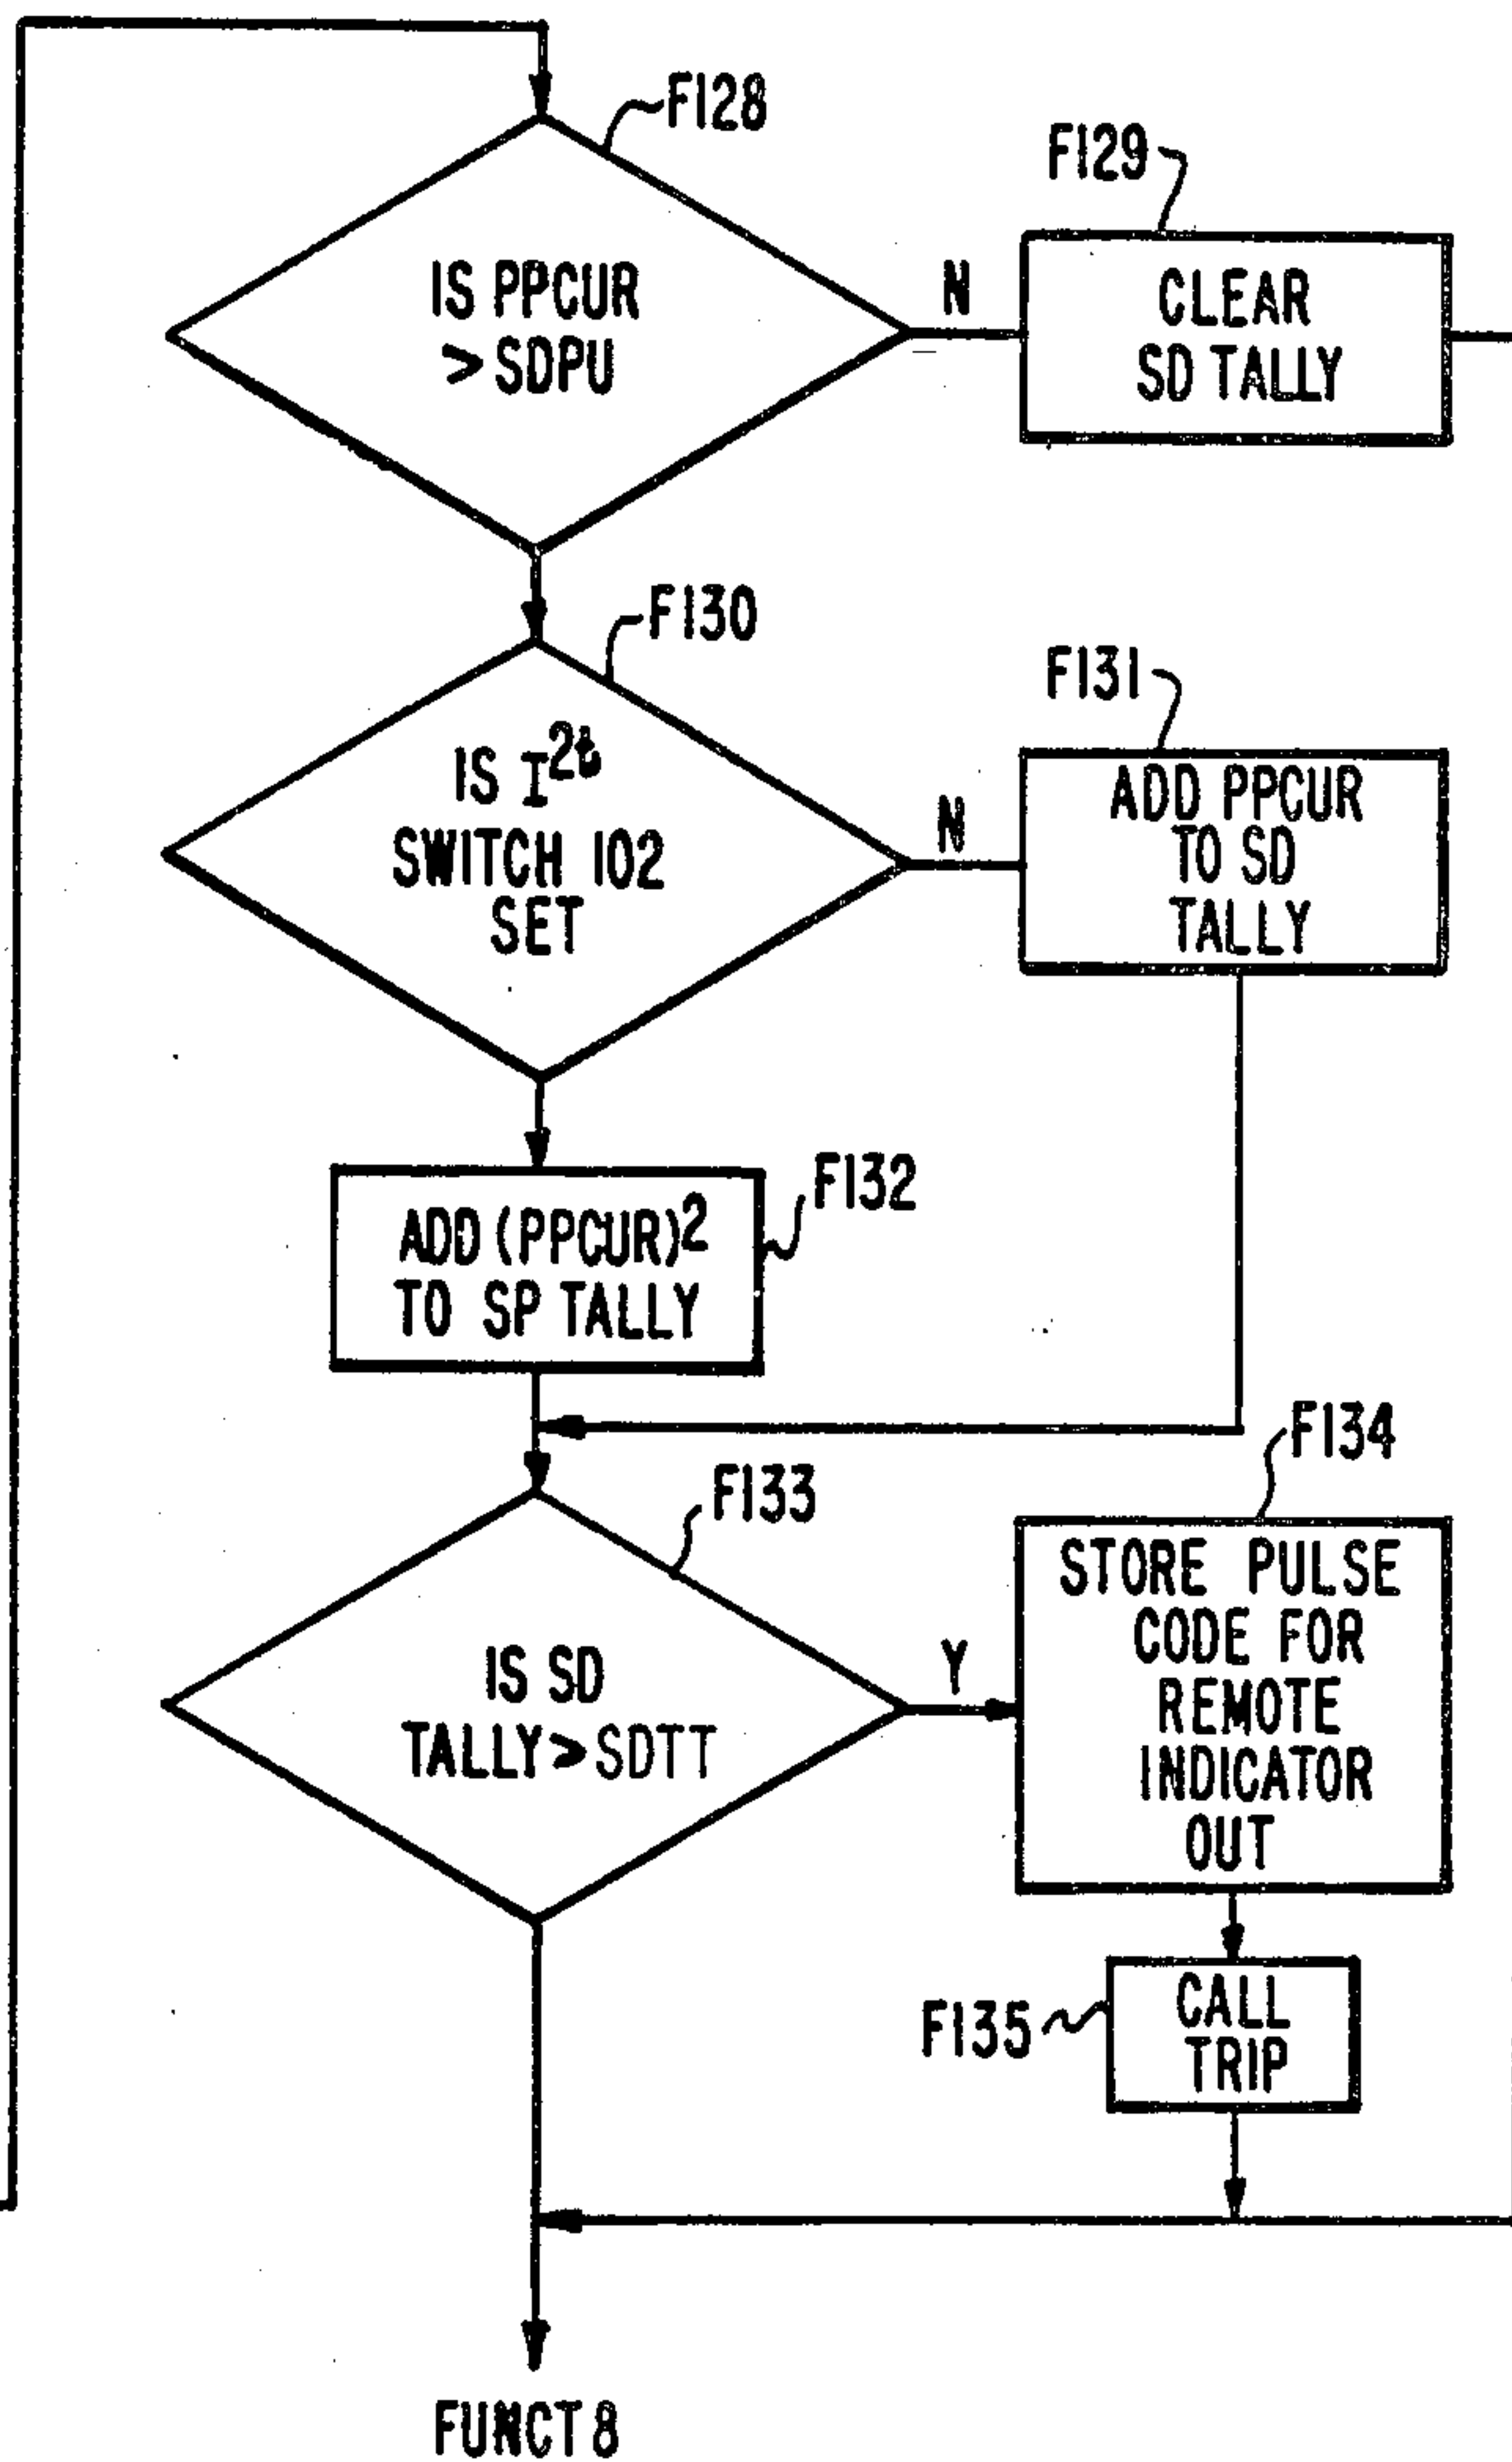 F128
IS PPCUR
> SDPU
N
F129
CLEAR
SD TALLY
F130
IS I²t
SWITCH 102
SET
N
F131
ADD PPCUR
TO SD
TALLY
F132
ADD (PPCUR)²
TO SP TALLY
F133
IS SD
TALLY > SDTT
Y
F134
STORE PULSE
CODE FOR
REMOTE
INDICATOR
OUT
F135
CALL
TRIP
FUNCT 8